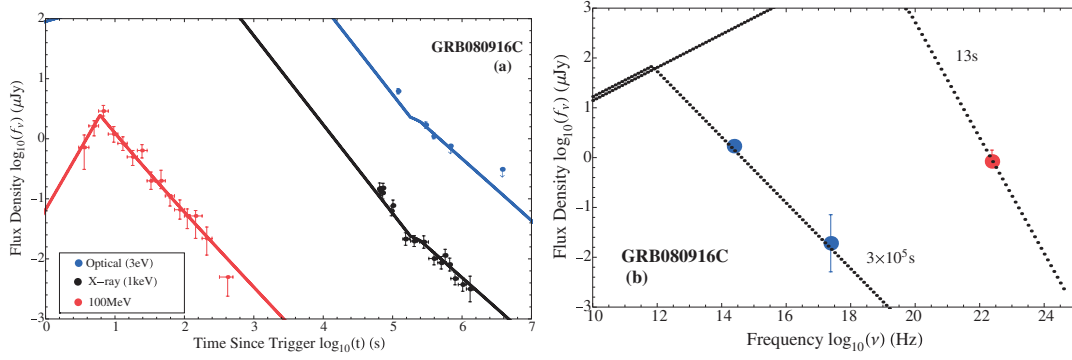 GRB080916C
(a)
Flux Density log10(fν) (μJy)
2
1
0
-1
-2
-3
Optical (3eV)
X-ray (1keV)
100MeV
0 1 2 3 4 5 6 7
Time Since Trigger log10(t) (s)
Flux Density log10(fν) (μJy)
3
2
1
0
-1
-2
-3
13s
3×10⁵s
GRB080916C
(b)
10 12 14 16 18 20 22 24
Frequency log10(ν) (Hz)